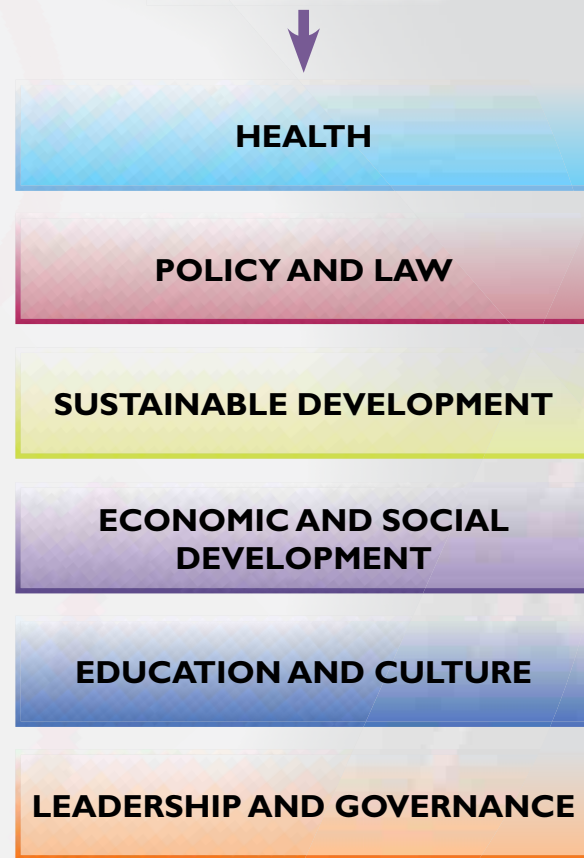 HEALTH
POLICY AND LAW
SUSTAINABLE DEVELOPMENT
ECONOMIC AND SOCIAL
DEVELOPMENT
EDUCATION AND CULTURE
LEADERSHIP AND GOVERNANCE